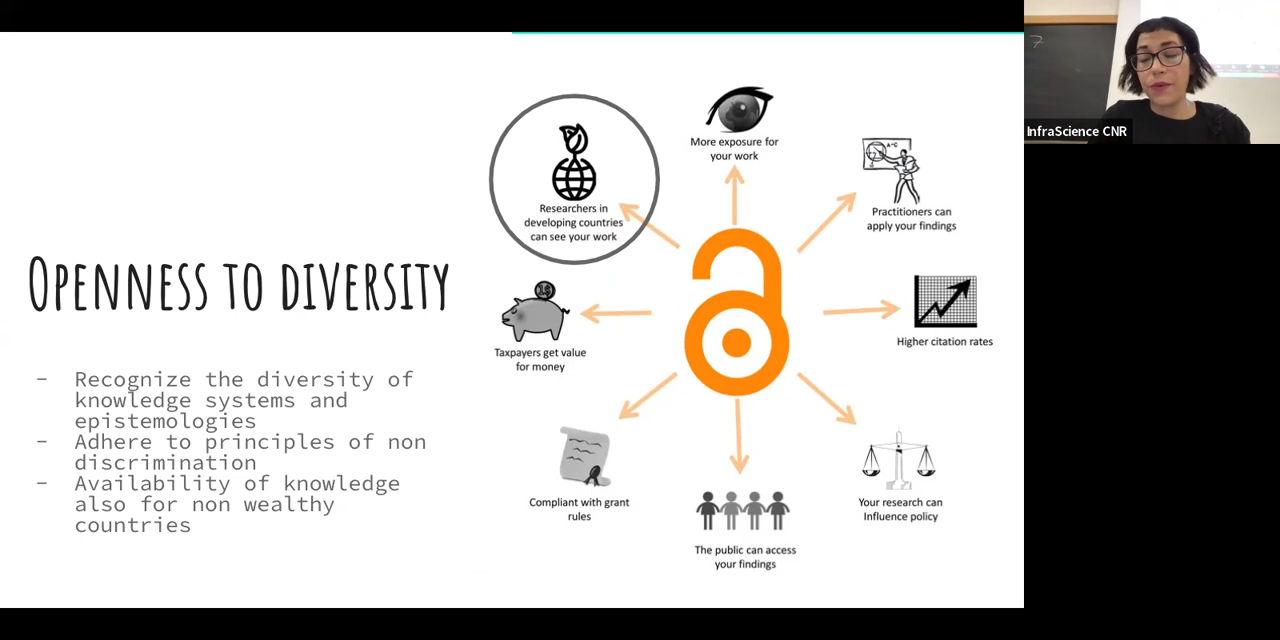 OPENNESS TO DIVERSITY
- Recognize the diversity of
knowledge systems and
epistemologies
- Adhere to principles of non
discrimination
- Availability of knowledge
also for non wealthy
countries
More exposure for
your work
Researchers in
developing countries
can see your work
Practitioners can
apply your findings
Taxpayers get value
for money
Higher citation rates
Compliant with grant
rules
Your research can
Influence policy
The public can access
your findings
InfraScience CNR